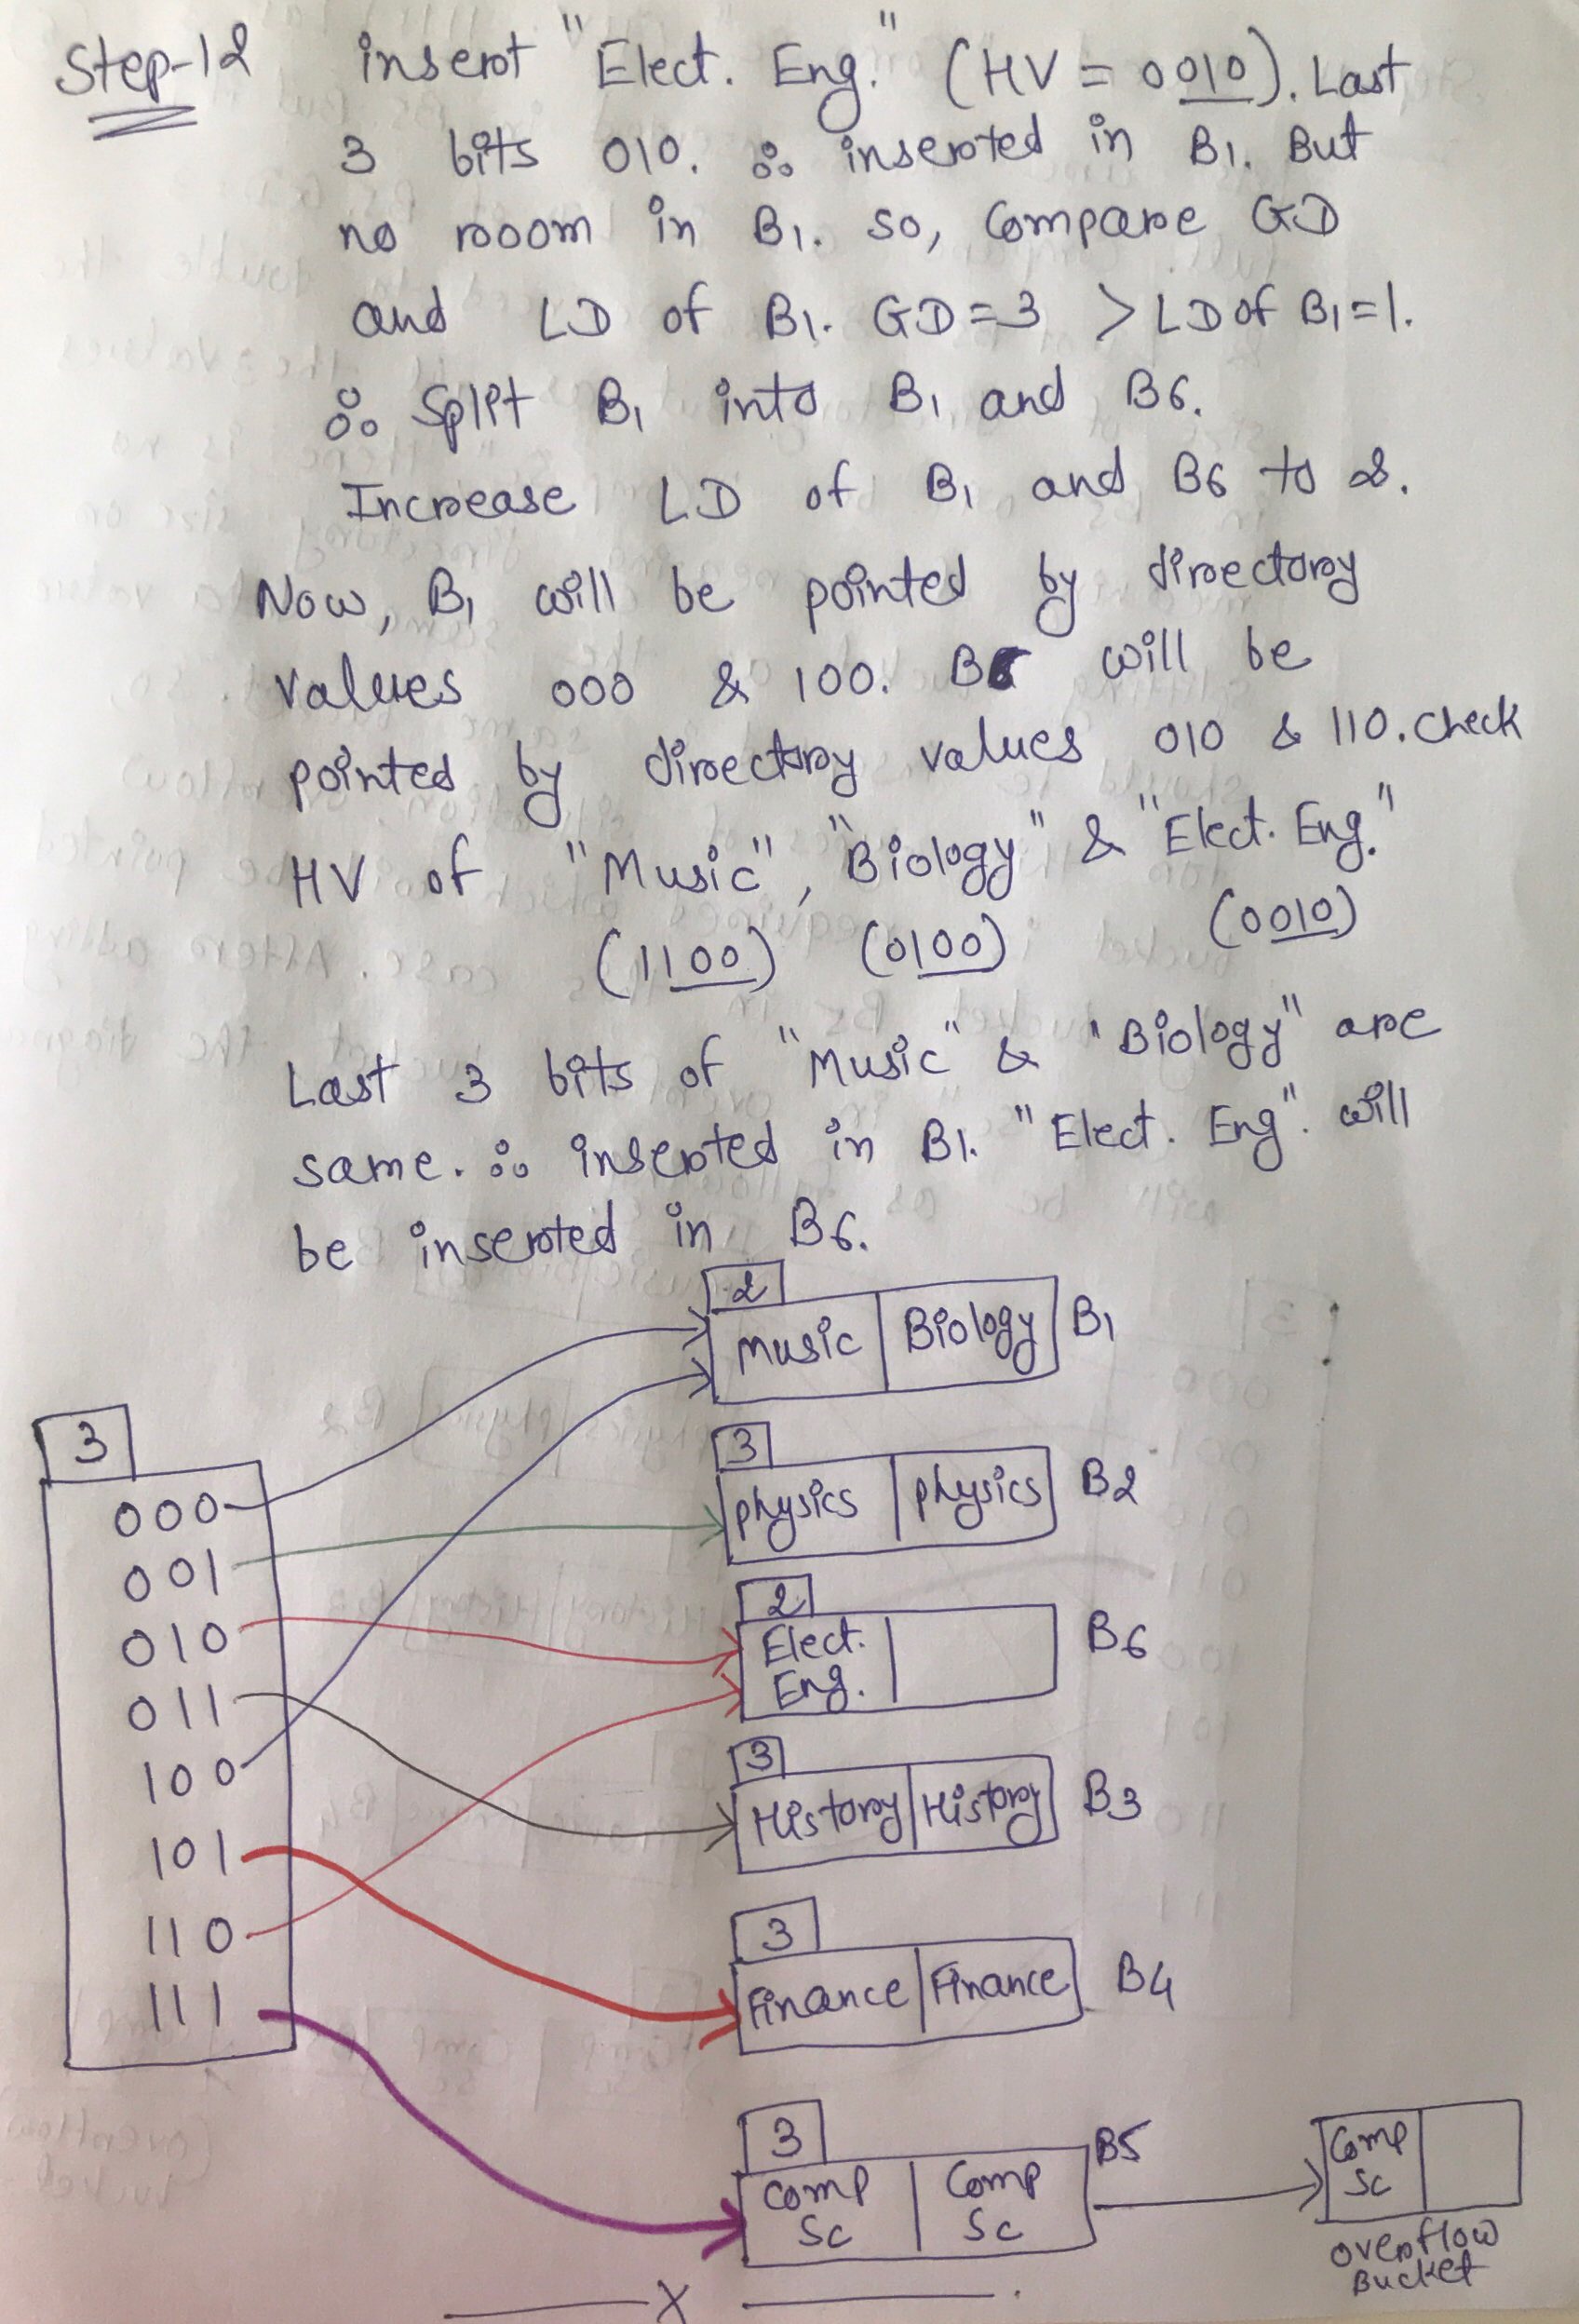 Step-12 insert "Elect. Eng." (HV = 0010). Last
3 bits 010. ∴ inserted in B1. But
no rooom in B1. so, Compare GD
and LD of B1. GD=3 > LD of B1=1.
∴ Split B1 into B1 and B6.
Increase LD of B1 and B6 to 2.
Now, B1 will be pointed by directory
values 000 & 100. B6 will be
pointed by directory values 010 & 110. check
HV of "Music", "Biology" & "Elect. Eng."
(1100) (0100) (0010)
Last 3 bits of "Music" & "Biology" are
same. ∴ inserted in B1. "Elect. Eng". will
be inserted in B6.
2
Music Biology B1
3
000
001
010
011
100
101
110
111
3
physics physics B2
2
Elect.
Eng.
B6
3
History History B3
3
Finance Finance B4
3
Comp
Sc
Comp
Sc
B5
Comp
Sc
overflow
Bucket
X